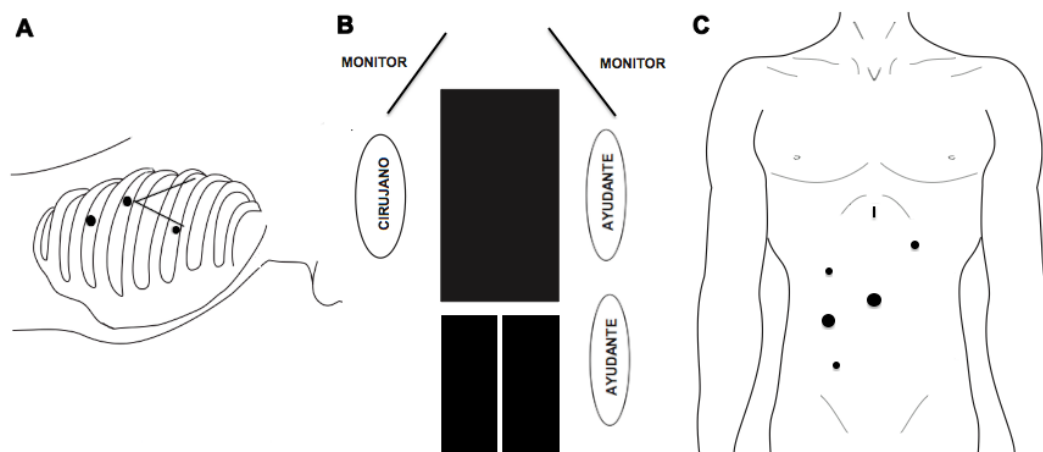 A
B
MONITOR
MONITOR
CIRUJANO
AYUDANTE
AYUDANTE
C